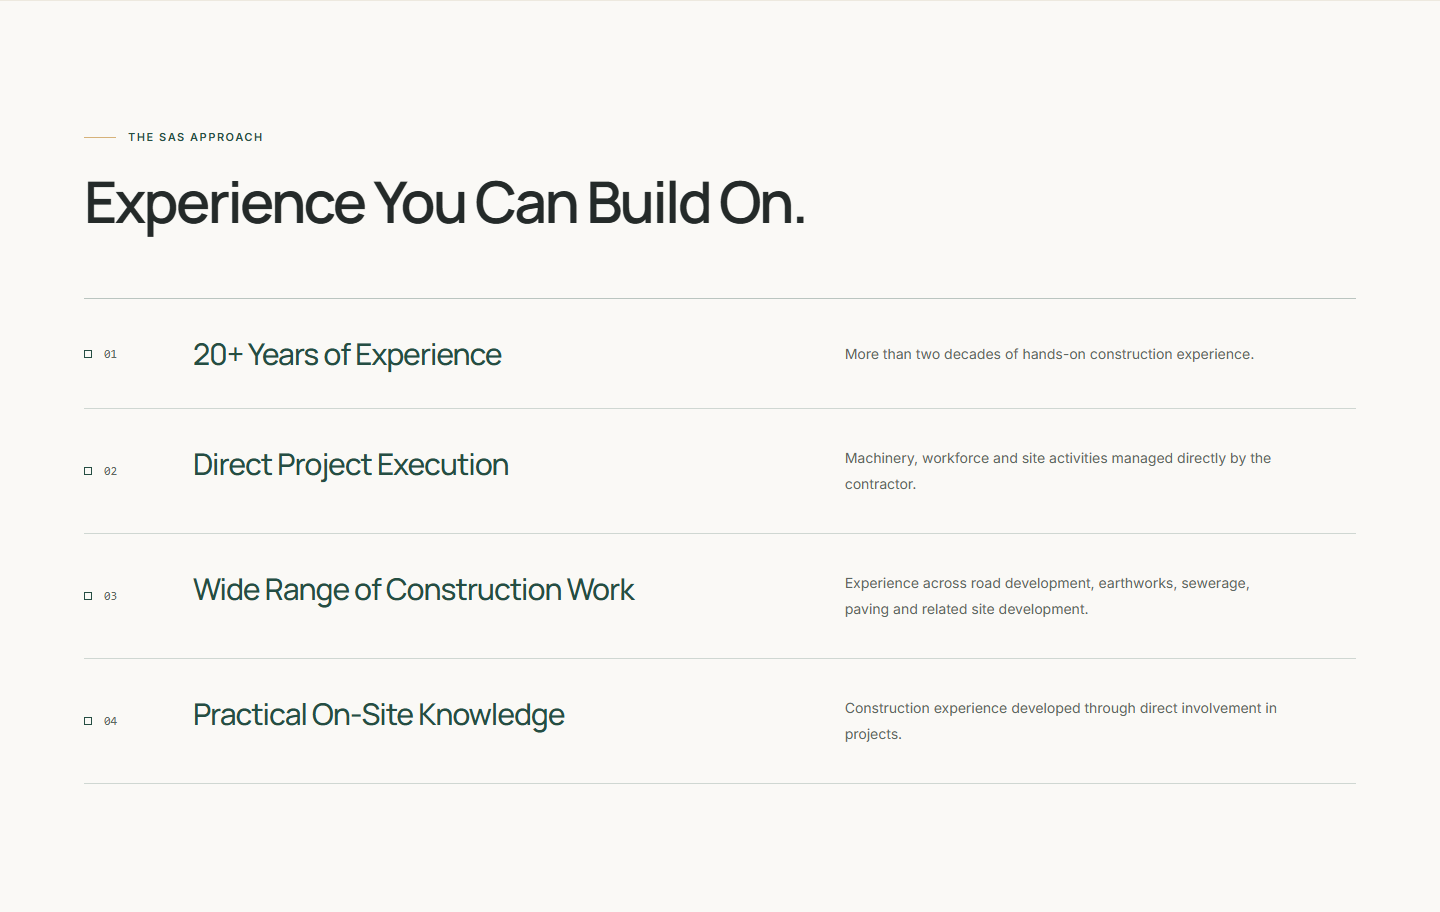 THE SAS APPROACH
Experience You Can Build On.
01
20+ Years of Experience
More than two decades of hands-on construction experience.
02
Direct Project Execution
Machinery, workforce and site activities managed directly by the
contractor.
03
Wide Range of Construction Work
Experience across road development, earthworks, sewerage,
paving and related site development.
04
Practical On-Site Knowledge
Construction experience developed through direct involvement in
projects.